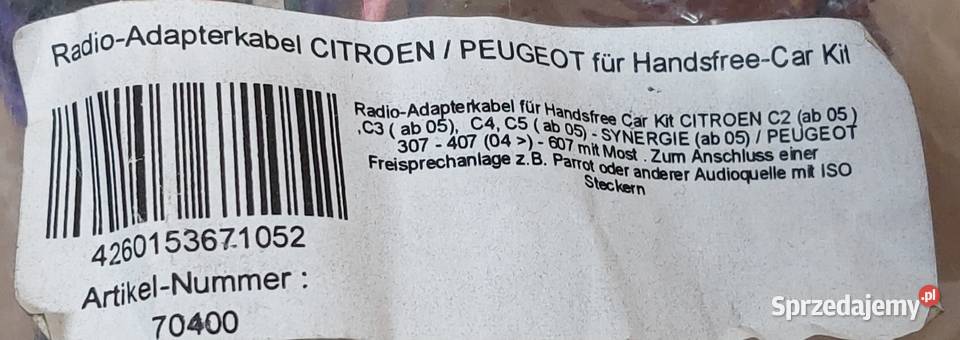 Radio-Adapterkabel CITROEN / PEUGEOT für Handsfree-Car Kit
Radio-Adapterkabel für Handsfree Car Kit CITROEN C2 (ab 05)
,C3 ( ab 05), C4, C5 ( ab 05) - SYNERGIE (ab 05) / PEUGEOT
307 - 407 (04 >) - 607 mit Most . Zum Anschluss einer
Freisprechanlage z.B. Parrot oder anderer Audioquelle mit ISO
Steckern
4260153671052
Artikel-Nummer :
70400
Sprzedajemy.pl